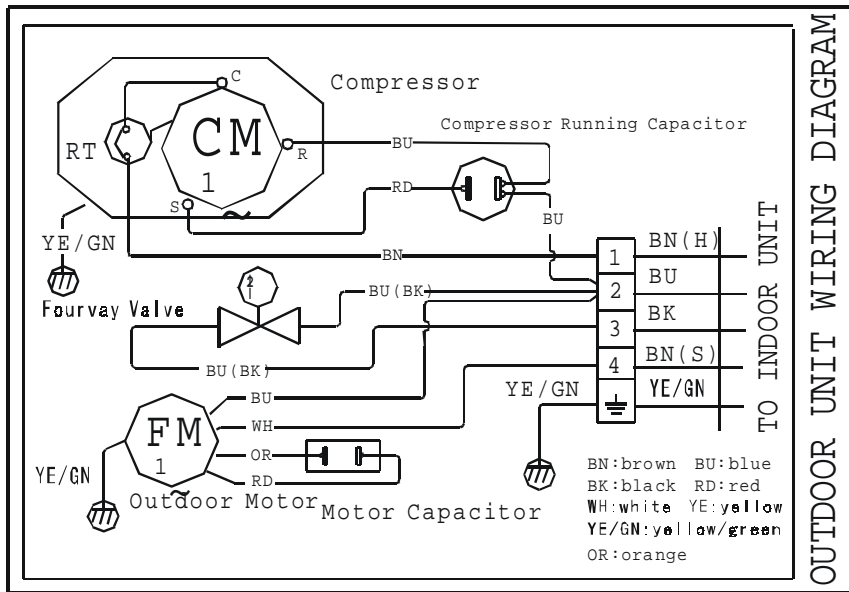 OUTDOOR UNIT WIRING DIAGRAM
C
Compressor
RT
CM
1
R
BU
Compressor Running Capacitor
S
RD
BU
YE/GN
BN
1
BN(H)
2
BU
3
BK
4
BN(S)
YE/GN
TO INDOOR UNIT
Fourvay Valve
BU(BK)
BU(BK)
YE/GN
BU
WH
OR
RD
FM
1
YE/GN
Outdoor Motor
Motor Capacitor
BN:brown BU:blue
BK:black RD:red
WH:white YE:yellow
YE/GN:yellow/green
OR:orange